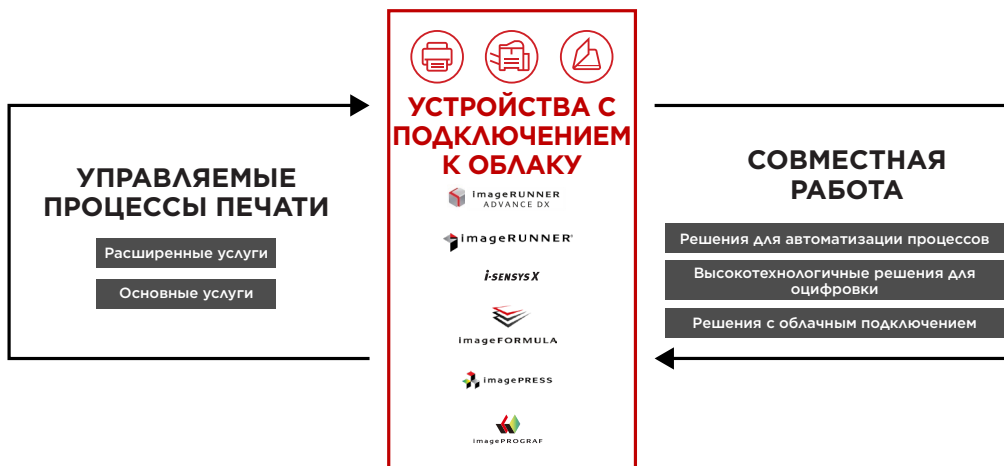 УПРАВЛЯЕМЫЕ
ПРОЦЕССЫ ПЕЧАТИ
Расширенные услуги
Основные услуги
УСТРОЙСТВА С
ПОДКЛЮЧЕНИЕМ
К ОБЛАКУ
imageRUNNER
ADVANCE DX
imageRUNNER
i-SENSYS X
imageFORMULA
imagePRESS
imagePROGRAF
СОВМЕСТНАЯ
РАБОТА
Решения для автоматизации процессов
Высокотехнологичные решения для
оцифровки
Решения с облачным подключением